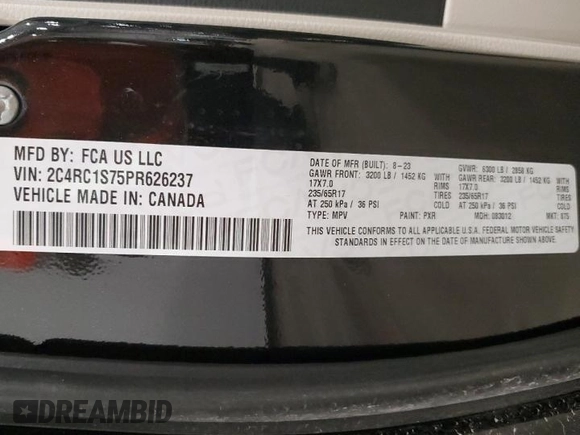 MFD BY: FCA US LLC
VIN: 2C4RC1S75PR626237
VEHICLE MADE IN: CANADA
DATE OF MFR (BUILT): 8-23 GVWR: 6300 LB / 2858 KG
GAWR FRONT: 3200 LB / 1452 KG WITH GAWR REAR: 3200 LB / 1452 KG WITH
17X7.0 RIMS 17X7.0 RIMS
235/65R17 TIRES 235/65R17 TIRES
AT 250 kPa / 36 PSI COLD AT 250 kPa / 36 PSI COLD
TYPE: MPV PAINT: PXR MDH: 083012 MKT: 875
THIS VEHICLE CONFORMS TO ALL APPLICABLE U.S.A. FEDERAL MOTOR VEHICLE SAFETY
STANDARDS IN EFFECT ON THE DATE OF MANUFACTURE SHOWN ABOVE.
DREAMBID